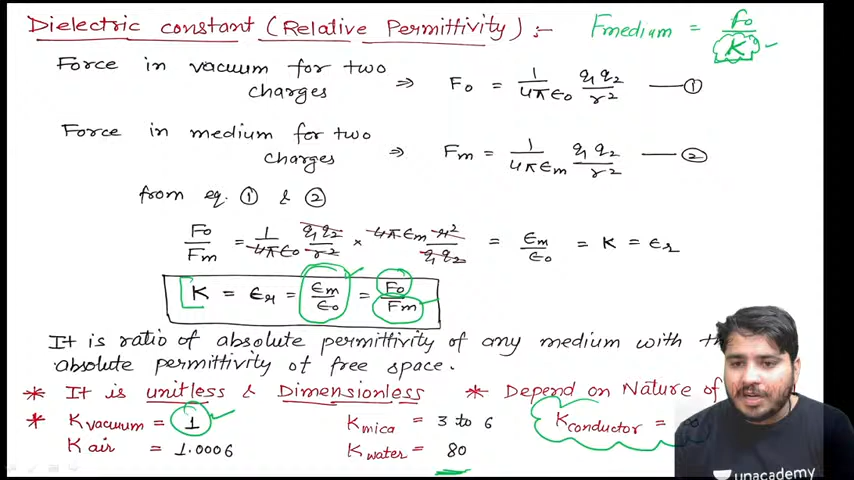 Dielectric constant (Relative Permittivity) :- Fmedium = F₀/K
Force in vacuum for two charges ⇒ F₀ = 1/4πϵ₀ q₁q₂/r² —— ①
Force in medium for two charges ⇒ Fm = 1/4πϵm q₁q₂/r² —— ②
from eq. ① & ②
F₀/Fm = 1/4πϵ₀ q₁q₂/r² × 4πϵm r²/q₁q₂ = ϵm/ϵ₀ = K = ϵr
K = ϵr = ϵm/ϵ₀ = F₀/Fm
It is ratio of absolute permittivity of any medium with
absolute permittivity of free space.
* It is unitless & Dimensionless * Depend on Nature of
* Kvacuum = 1 Kmica = 3 to 6 Kconductor = ∞
K air = 1.0006 Kwater = 80
unacademy